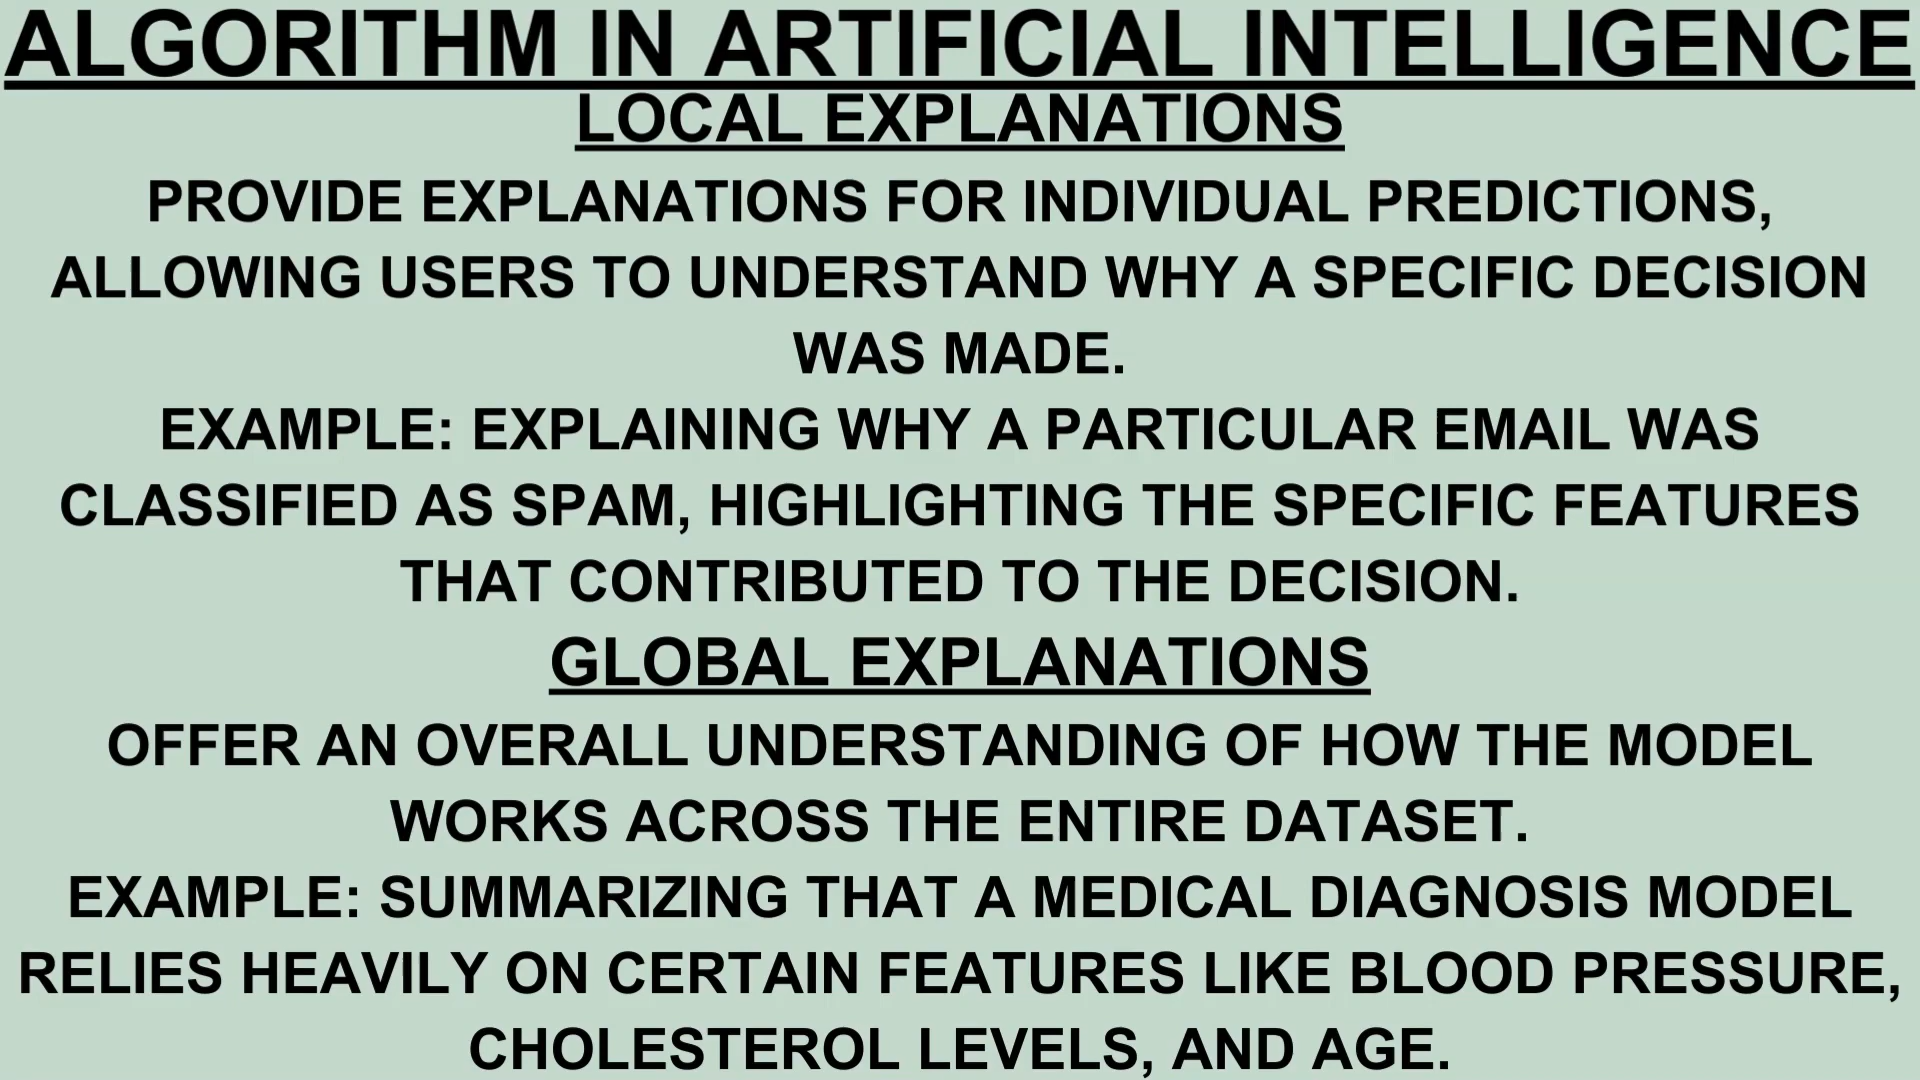 ALGORITHM IN ARTIFICIAL INTELLIGENCE
LOCAL EXPLANATIONS
PROVIDE EXPLANATIONS FOR INDIVIDUAL PREDICTIONS,
ALLOWING USERS TO UNDERSTAND WHY A SPECIFIC DECISION
WAS MADE.
EXAMPLE: EXPLAINING WHY A PARTICULAR EMAIL WAS
CLASSIFIED AS SPAM, HIGHLIGHTING THE SPECIFIC FEATURES
THAT CONTRIBUTED TO THE DECISION.
GLOBAL EXPLANATIONS
OFFER AN OVERALL UNDERSTANDING OF HOW THE MODEL
WORKS ACROSS THE ENTIRE DATASET.
EXAMPLE: SUMMARIZING THAT A MEDICAL DIAGNOSIS MODEL
RELIES HEAVILY ON CERTAIN FEATURES LIKE BLOOD PRESSURE,
CHOLESTEROL LEVELS, AND AGE.